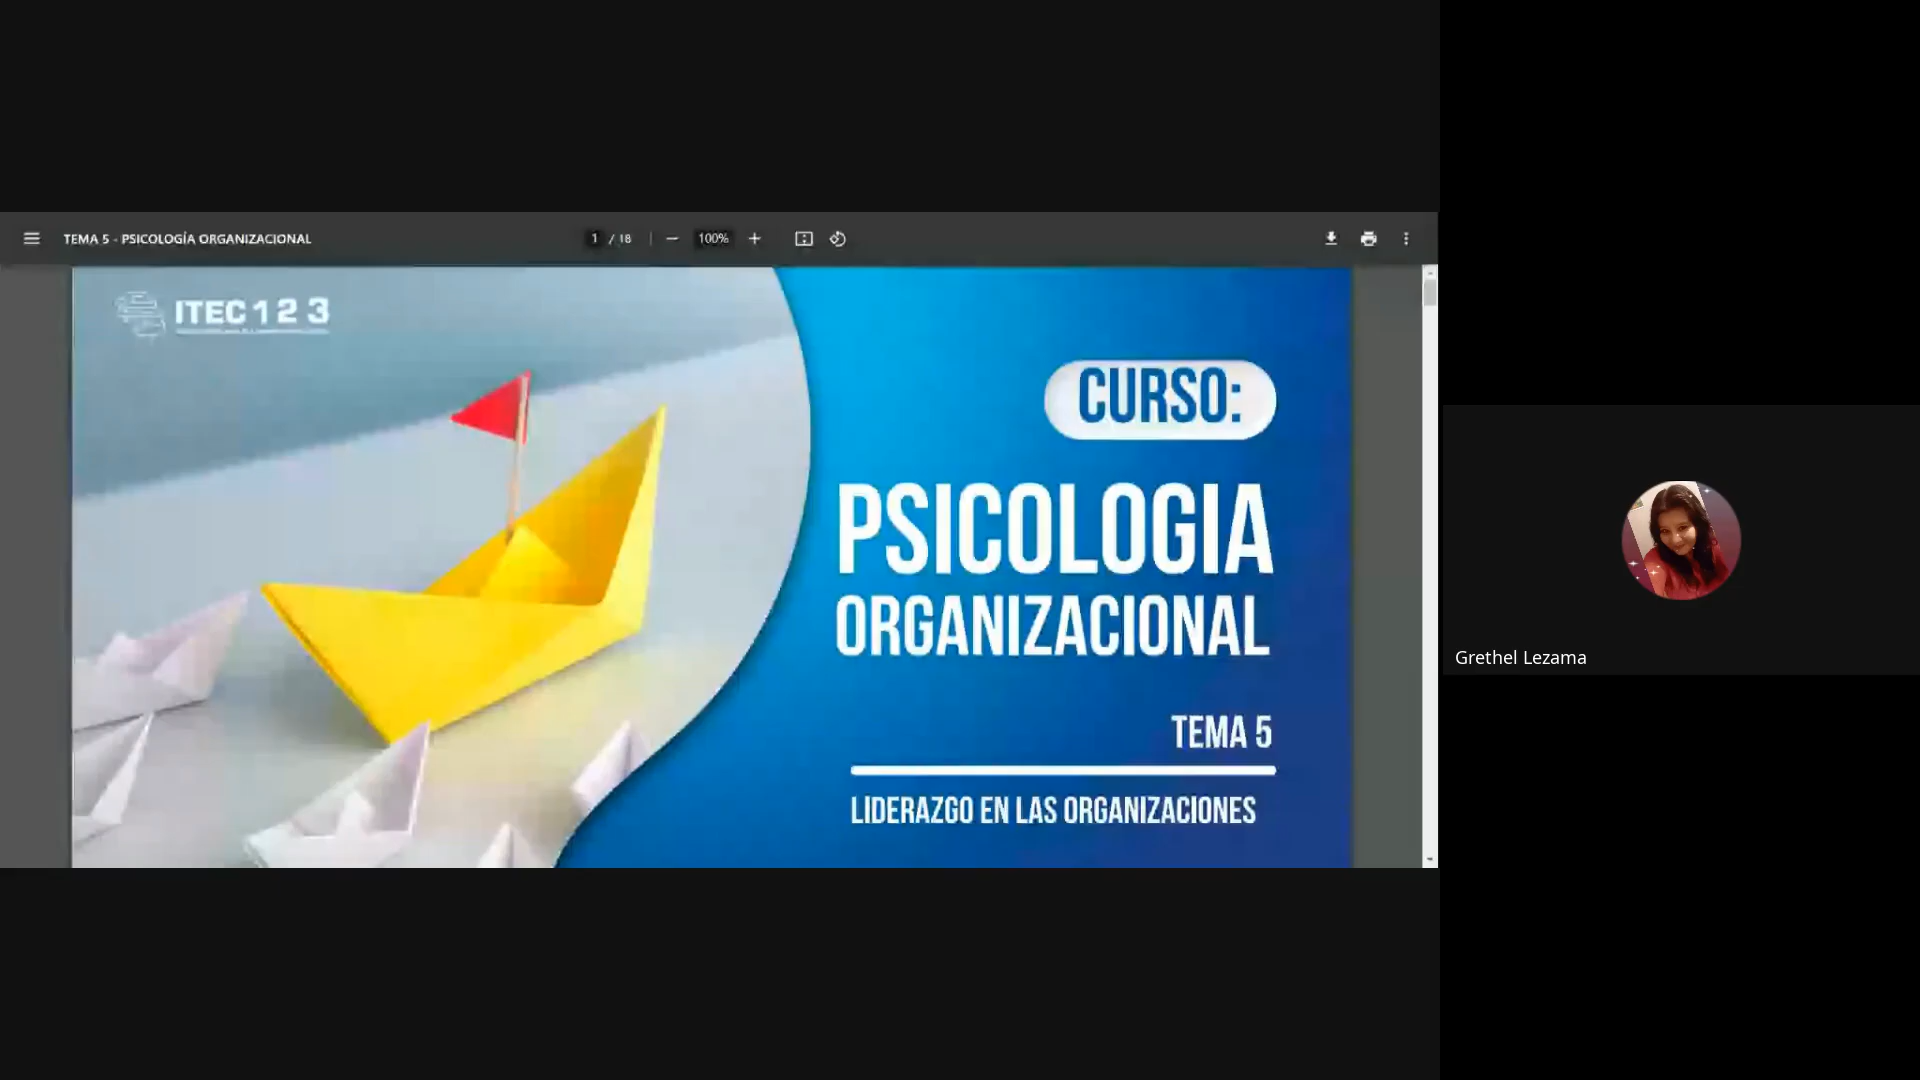 TEMA 5 - PSICOLOGÍA ORGANIZACIONAL
1 / 18
100%
ITEC 1 2 3
CURSO:
PSICOLOGIA
ORGANIZACIONAL
TEMA 5
LIDERAZGO EN LAS ORGANIZACIONES
Grethel Lezama